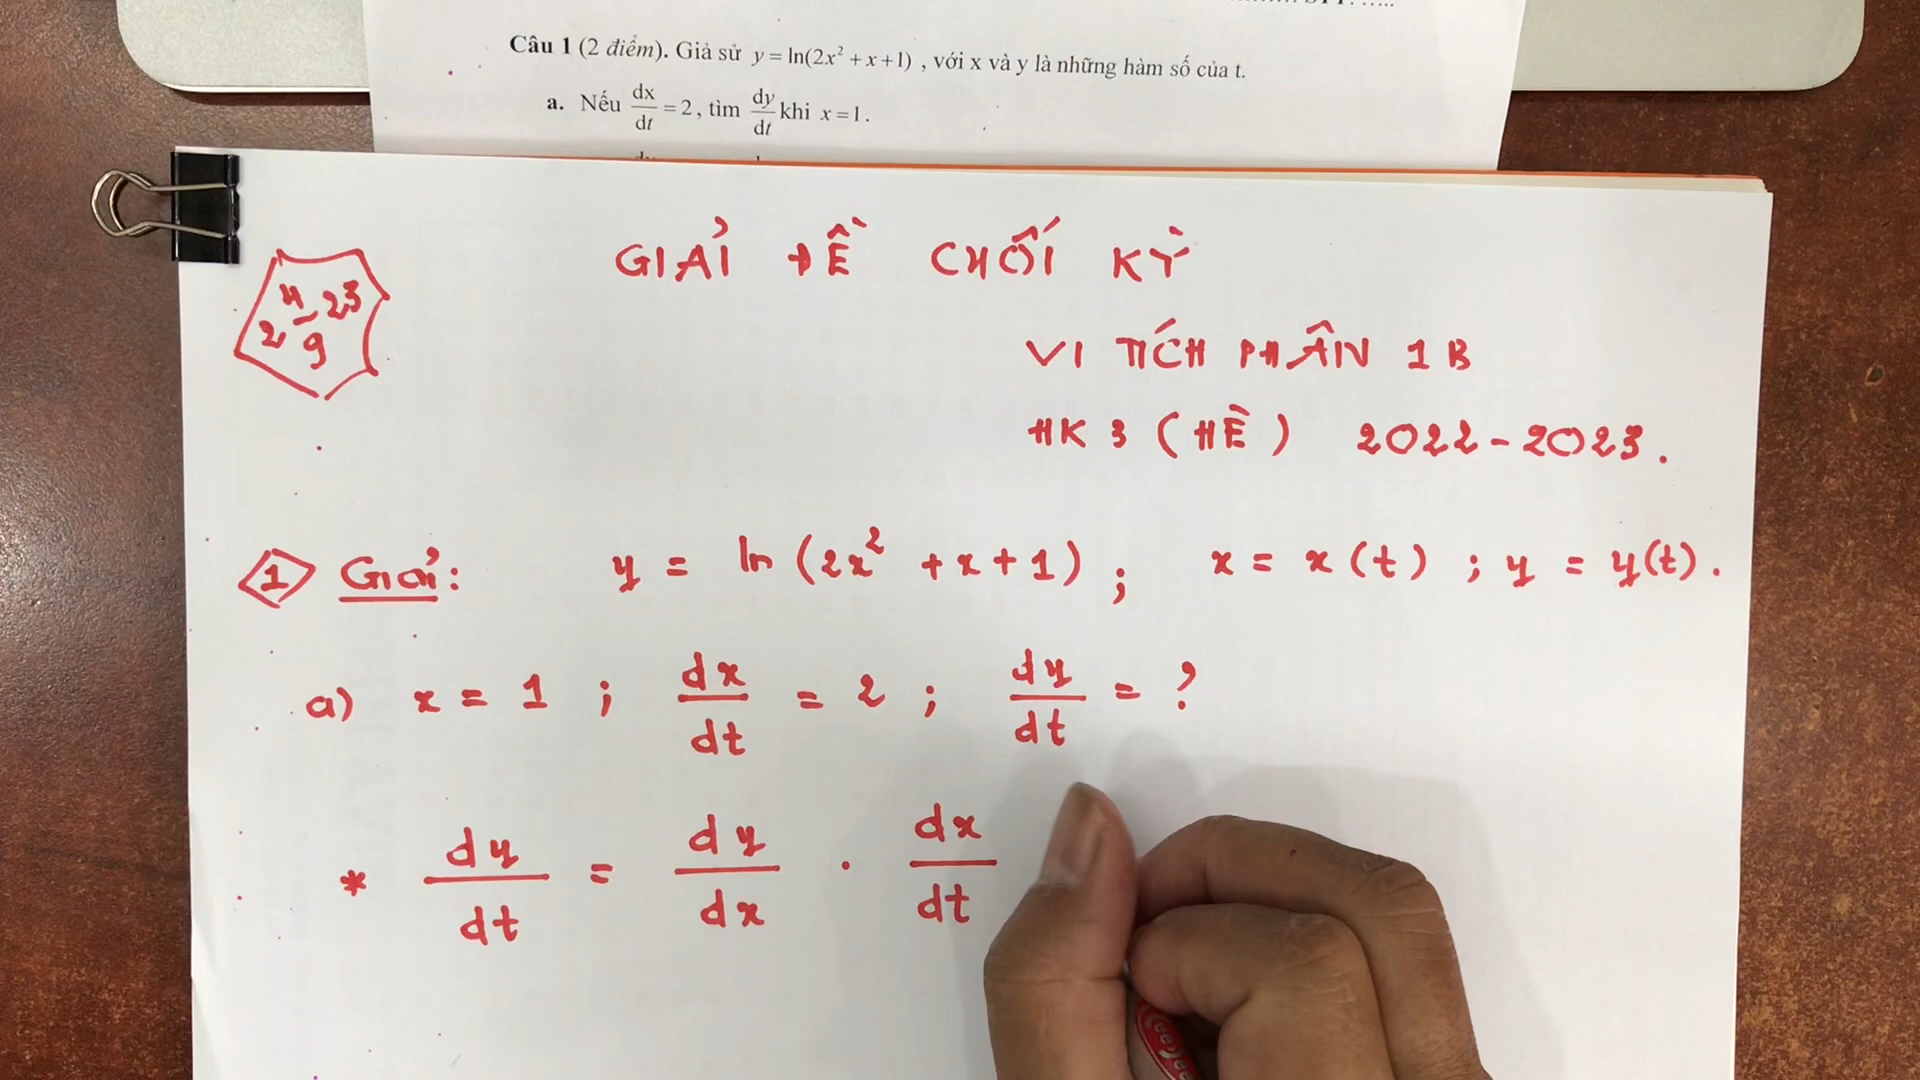 Câu 1 (2 điểm). Giả sử y = ln(2x² + x + 1) , với x và y là những hàm số của t.
a. Nếu dx/dt = 2 , tìm dy/dt khi x = 1 .
GIẢI ĐỀ CUỐI KỲ
VI TÍCH PHÂN 1B
HK 3 (HÈ) 2022-2023.
2 4/9 23
1 Giải: y = ln (2x² + x + 1) ; x = x(t) ; y = y(t).
a) x = 1 ; dx/dt = 2 ; dy/dt = ?
* dy/dt = dy/dx · dx/dt